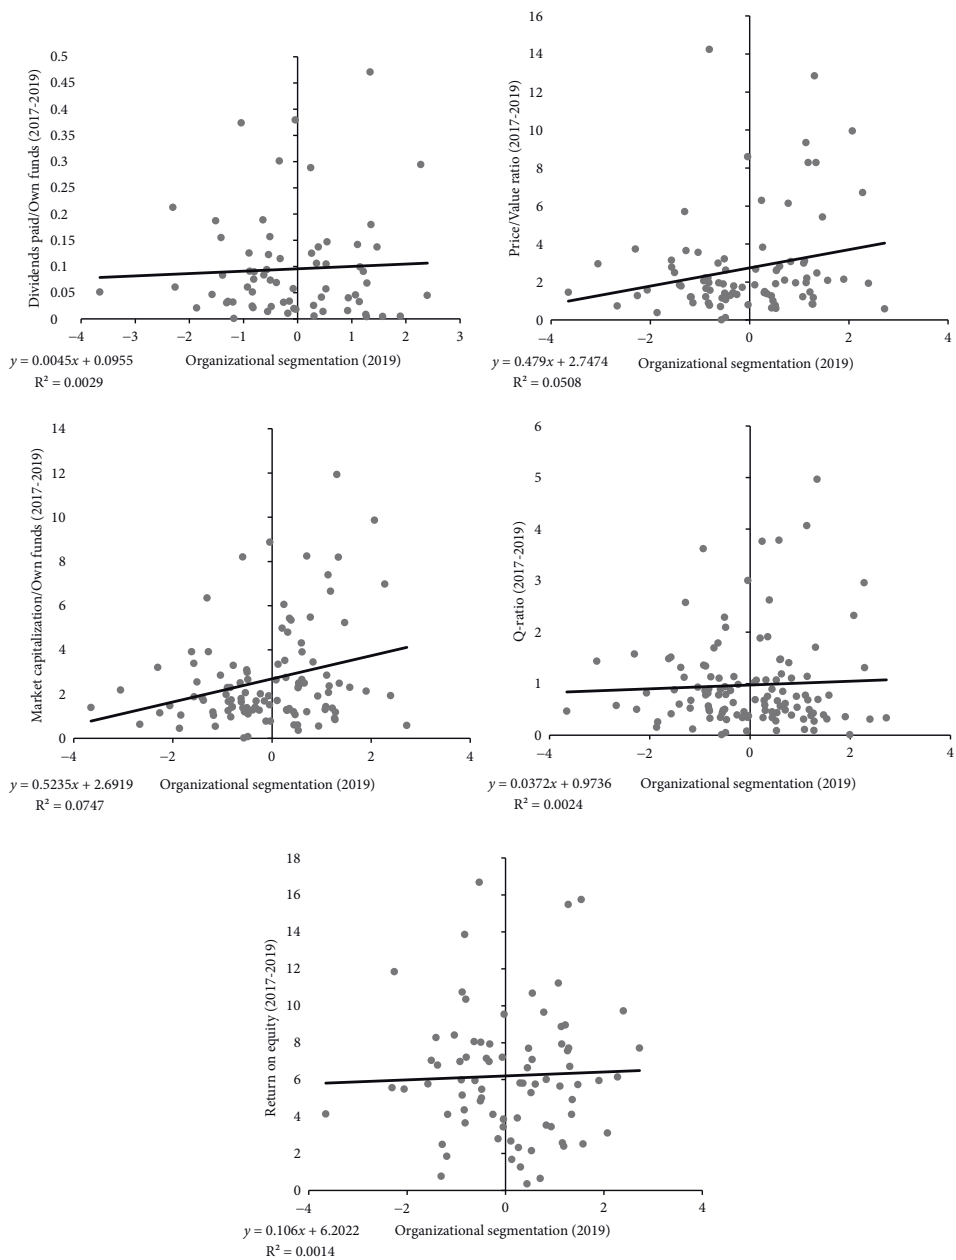 Dividends paid/Own funds (2017-2019)
0.5
0.45
0.4
0.35
0.3
0.25
0.2
0.15
0.1
0.05
0
−4 −3 −2 −1 0 1 2 3
y = 0.0045x + 0.0955 Organizational segmentation (2019)
R² = 0.0029
Price/Value ratio (2017-2019)
16
14
12
10
8
6
4
2
0
−4 −2 0 2 4
y = 0.479x + 2.7474 Organizational segmentation (2019)
R² = 0.0508
Market capitalization/Own funds (2017-2019)
14
12
10
8
6
4
2
0
−4 −2 0 2 4
y = 0.5235x + 2.6919 Organizational segmentation (2019)
R² = 0.0747
Q-ratio (2017-2019)
6
5
4
3
2
1
0
−4 −2 0 2 4
y = 0.0372x + 0.9736 Organizational segmentation (2019)
R² = 0.0024
Return on equity (2017-2019)
18
16
14
12
10
8
6
4
2
0
−4 −2 0 2 4
y = 0.106x + 6.2022 Organizational segmentation (2019)
R² = 0.0014